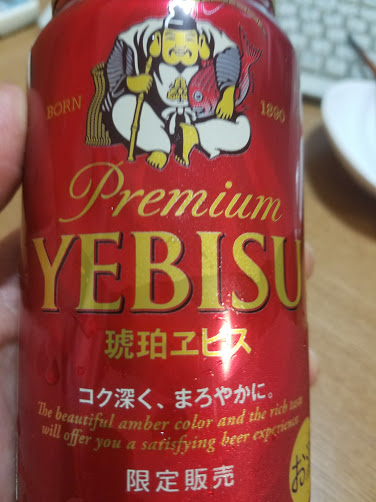 BORN 1890
Premium
YEBISU
琥珀ヱビス
コク深く、まろやかに。
The beautiful amber color and the rich taste
will offer you a satisfying beer experience
限定販売
お